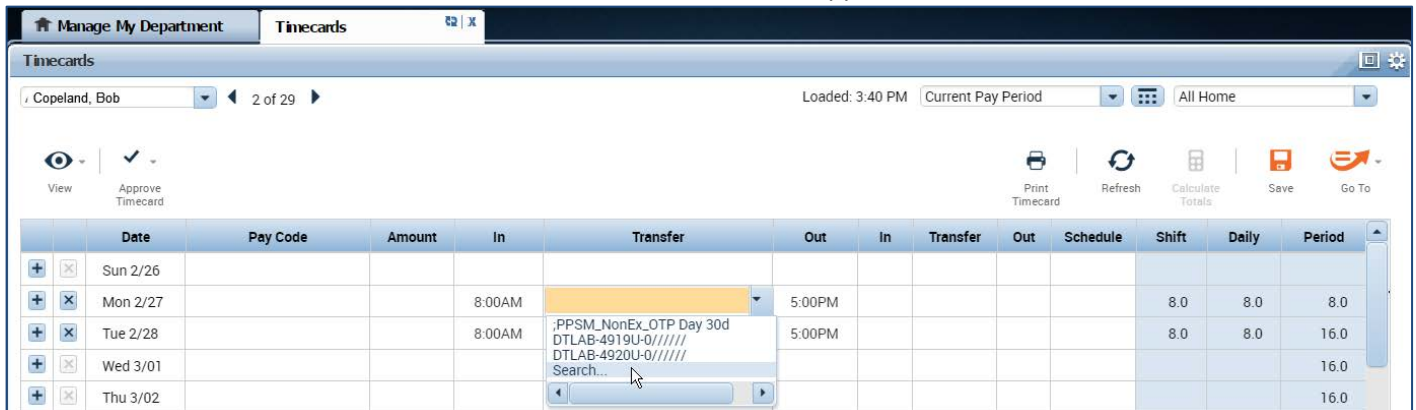 Manage My Department Timecards X
Timecards
, Copeland, Bob 2 of 29 Loaded: 3:40 PM Current Pay Period All Home
View Approve Timecard Print Timecard Refresh Calculate Totals Save Go To
Date Pay Code Amount In Transfer Out In Transfer Out Schedule Shift Daily Period
Sun 2/26
Mon 2/27 8:00AM 5:00PM 8.0 8.0 8.0
Tue 2/28 8:00AM 5:00PM 8.0 8.0 16.0
;PPSM_NonEx_OTP Day 30d
DTLAB-4919U-0//////
DTLAB-4920U-0//////
Search...
Wed 3/01 16.0
Thu 3/02 16.0